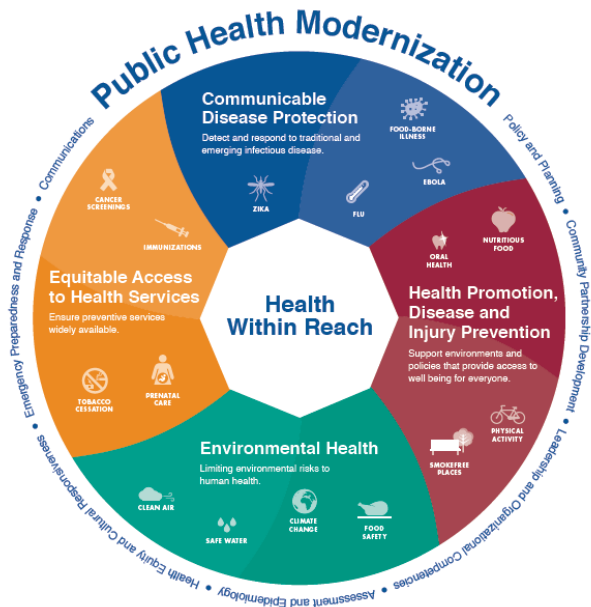 Public Health Modernization
Communicable
Disease Protection
Detect and respond to traditional and
emerging infectious disease.
ZIKA
FLU
EBOLA
FOOD-BORNE
ILLNESS
Health Promotion,
Disease and
Injury Prevention
Support environments and
policies that provide access to
well being for everyone.
ORAL
HEALTH
NUTRITIOUS
FOOD
PHYSICAL
ACTIVITY
SMOKEFREE
PLACES
Environmental Health
Limiting environmental risks to
human health.
CLEAN AIR
SAFE WATER
CLIMATE
CHANGE
FOOD
SAFETY
Equitable Access
to Health Services
Ensure preventive services
widely available.
CANCER
SCREENINGS
IMMUNIZATIONS
TOBACCO
CESSATION
PRENATAL
CARE
Health
Within Reach
Policy and Planning • Community Partnership Development • Leadership and Organizational Competencies • Assessment and Epidemiology • Health Equity and Cultural Responsiveness • Emergency Preparedness and Response • Communications